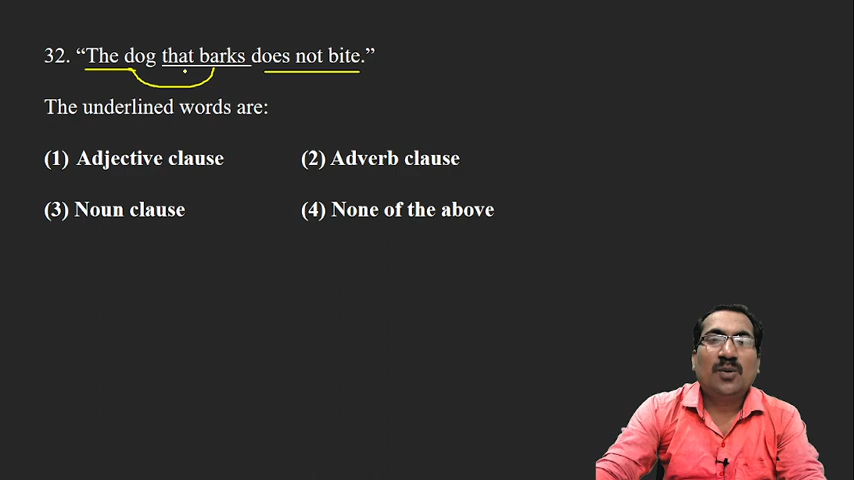 32. “The dog that barks does not bite.”
The underlined words are:
(1) Adjective clause (2) Adverb clause
(3) Noun clause (4) None of the above